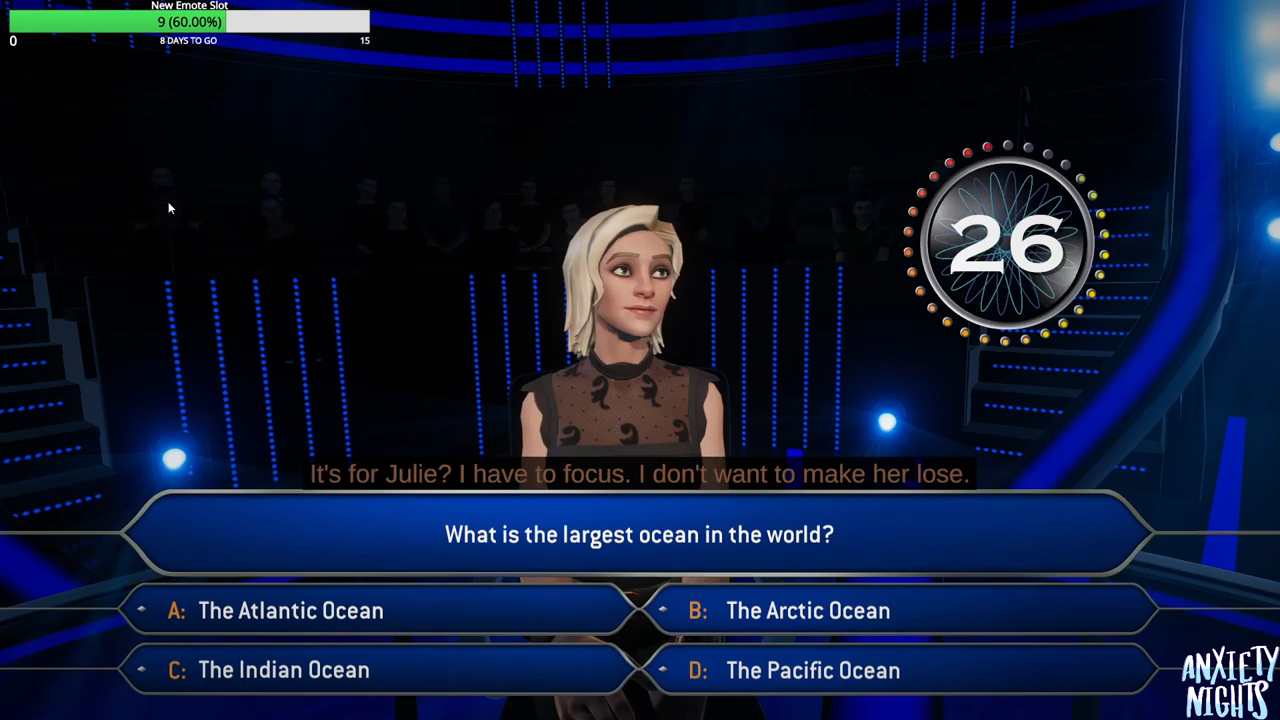 New Emote Slot
9 (60.00%)
0 8 DAYS TO GO 15
26
It's for Julie? I have to focus. I don't want to make her lose.
What is the largest ocean in the world?
A: The Atlantic Ocean
B: The Arctic Ocean
C: The Indian Ocean
D: The Pacific Ocean
ANXIETY
NIGHTS